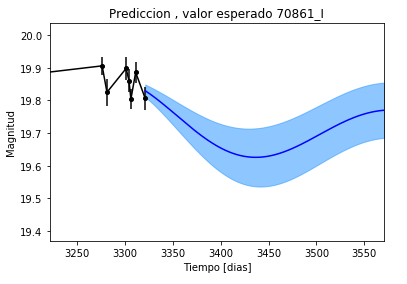 Prediccion , valor esperado 70861_I
20.0
19.9
19.8
19.7
19.6
19.5
19.4
Magnitud
3250 3300 3350 3400 3450 3500 3550
Tiempo [dias]